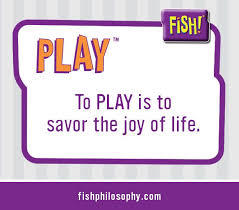 FiSH!
PLAY™
To PLAY is to
savor the joy of life.
fishphilosophy.com